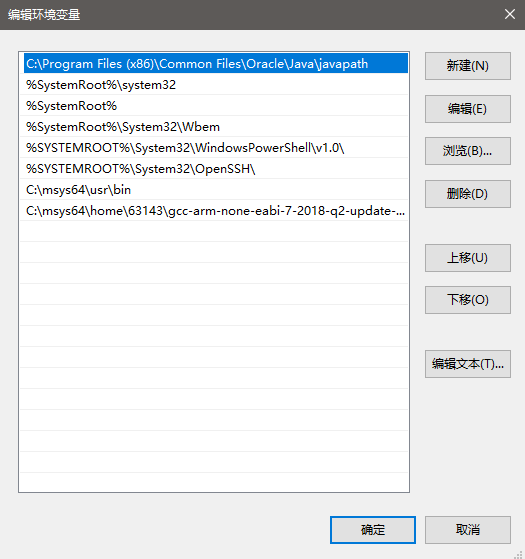 编辑环境变量
C:\Program Files (x86)\Common Files\Oracle\Java\javapath
%SystemRoot%\system32
%SystemRoot%
%SystemRoot%\System32\Wbem
%SYSTEMROOT%\System32\WindowsPowerShell\v1.0\
%SYSTEMROOT%\System32\OpenSSH\
C:\msys64\usr\bin
C:\msys64\home\63143\gcc-arm-none-eabi-7-2018-q2-update-...
新建(N)
编辑(E)
浏览(B)...
删除(D)
上移(U)
下移(O)
编辑文本(T)...
确定
取消